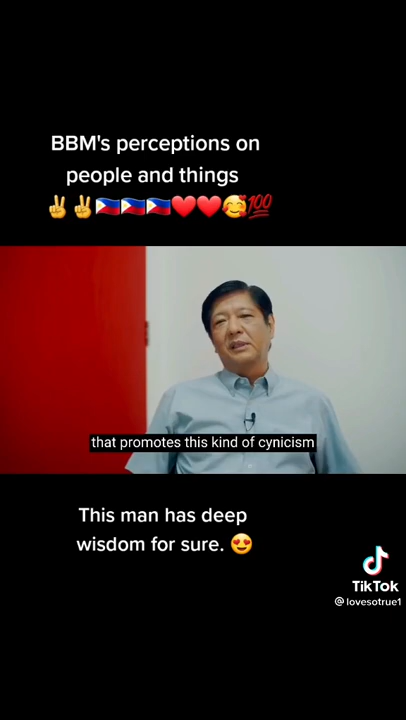 BBM's perceptions on
people and things
✌️✌️🇵🇭🇵🇭🇵🇭❤️❤️🥰💯
that promotes this kind of cynicism
This man has deep
wisdom for sure. 😍
TikTok
@lovesotrue1